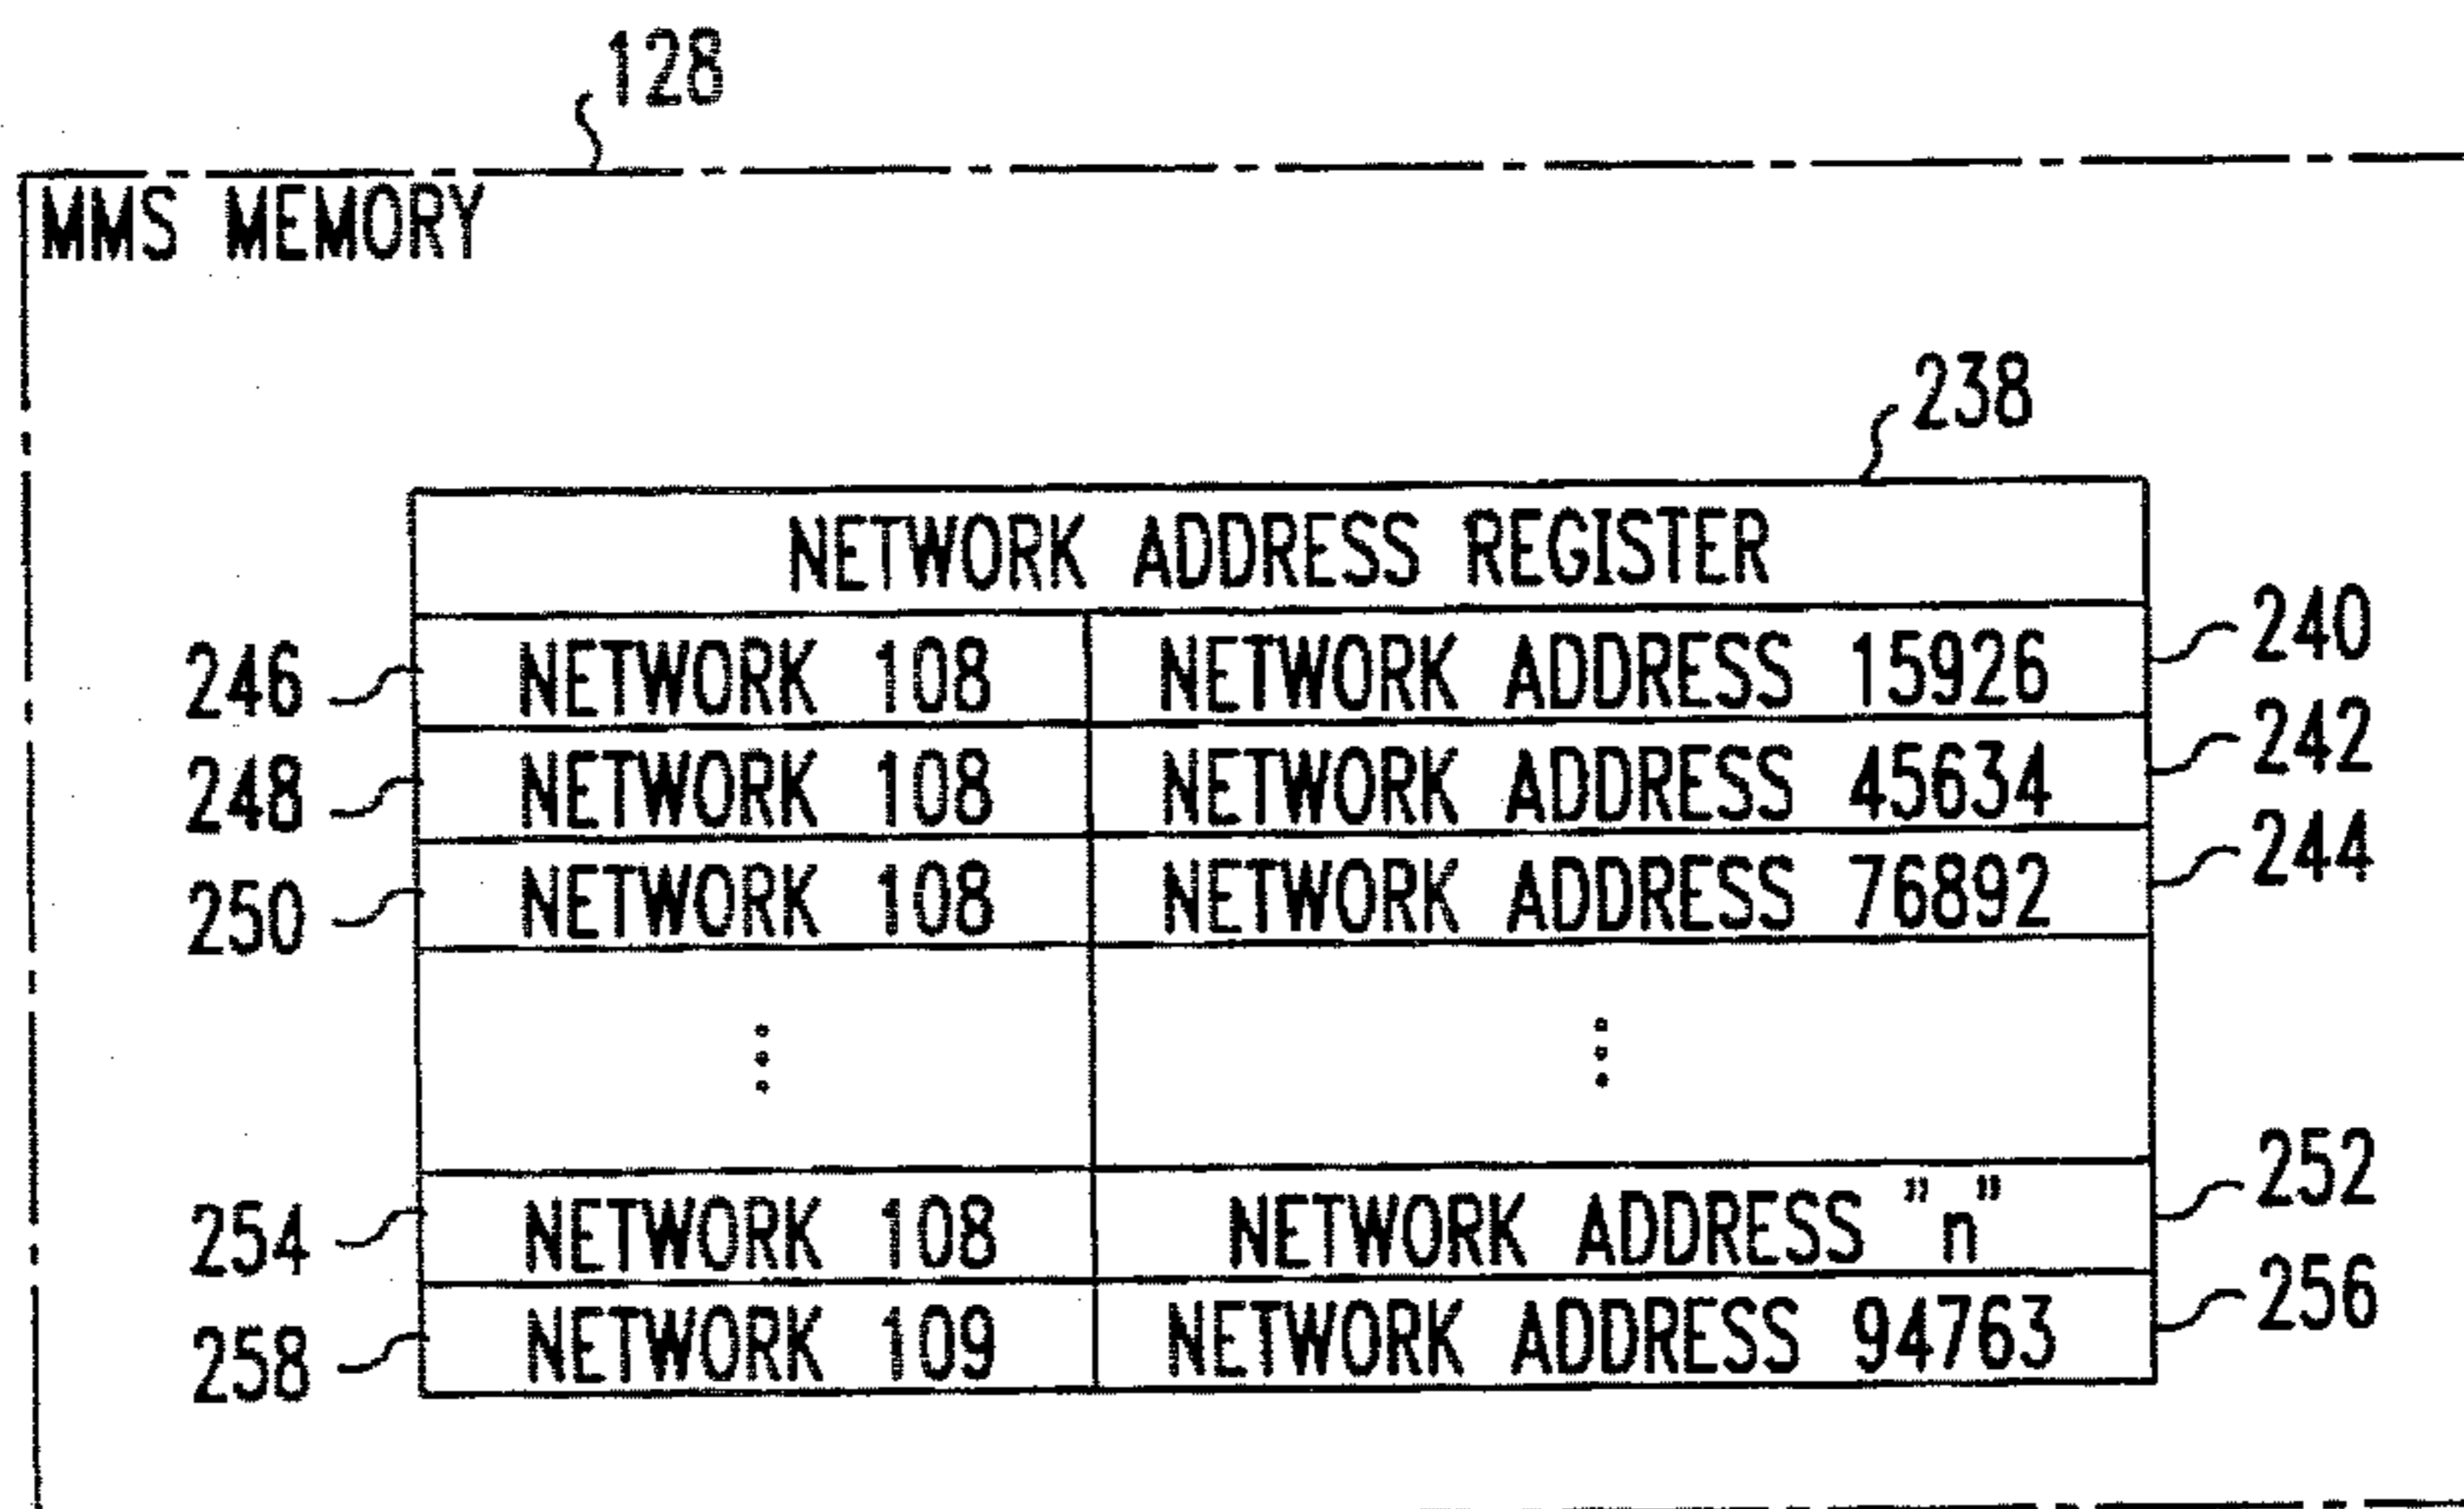 128
MMS MEMORY
238
NETWORK ADDRESS REGISTER
246 NETWORK 108 NETWORK ADDRESS 15926 240
248 NETWORK 108 NETWORK ADDRESS 45634 242
250 NETWORK 108 NETWORK ADDRESS 76892 244
254 NETWORK 108 NETWORK ADDRESS "n" 252
258 NETWORK 109 NETWORK ADDRESS 94763 256